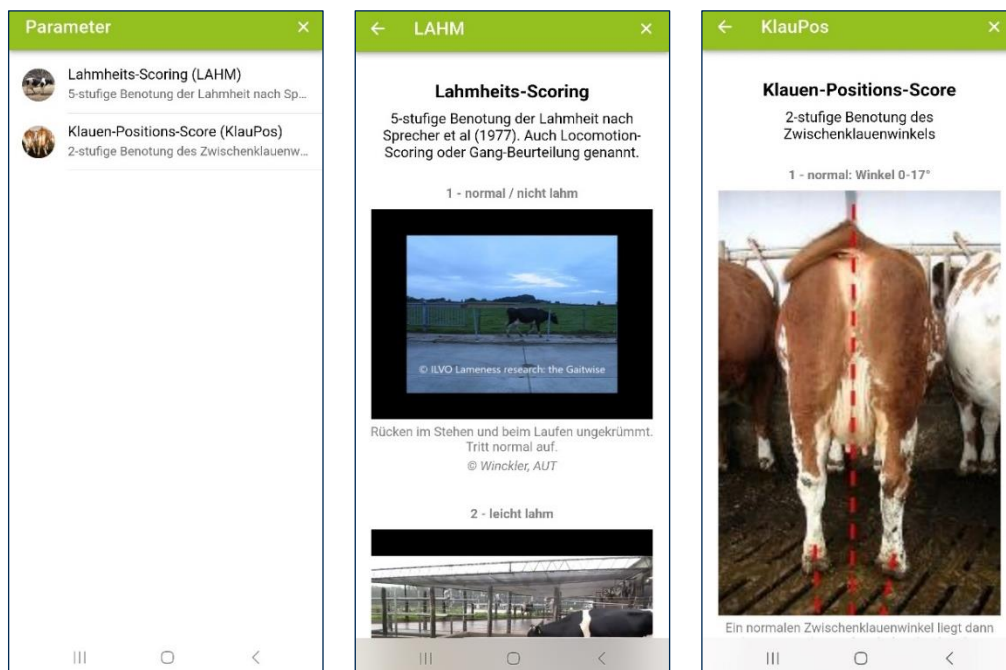 Parameter
Lahmheits-Scoring (LAHM)
5-stufige Benotung der Lahmheit nach Sp...
Klauen-Positions-Score (KlauPos)
2-stufige Benotung des Zwischenklauenw...
LAHM
Lahmheits-Scoring
5-stufige Benotung der Lahmheit nach
Sprecher et al (1977). Auch Locomotion-
Scoring oder Gang-Beurteilung genannt.
1 - normal / nicht lahm
© ILVO Lameness research: the Gaitwise
Rücken im Stehen und beim Laufen ungekrümmt.
Tritt normal auf.
© Winckler, AUT
2 - leicht lahm
KlauPos
Klauen-Positions-Score
2-stufige Benotung des
Zwischenklauenwinkels
1 - normal: Winkel 0-17°
Ein normalen Zwischenklauenwinkel liegt dann